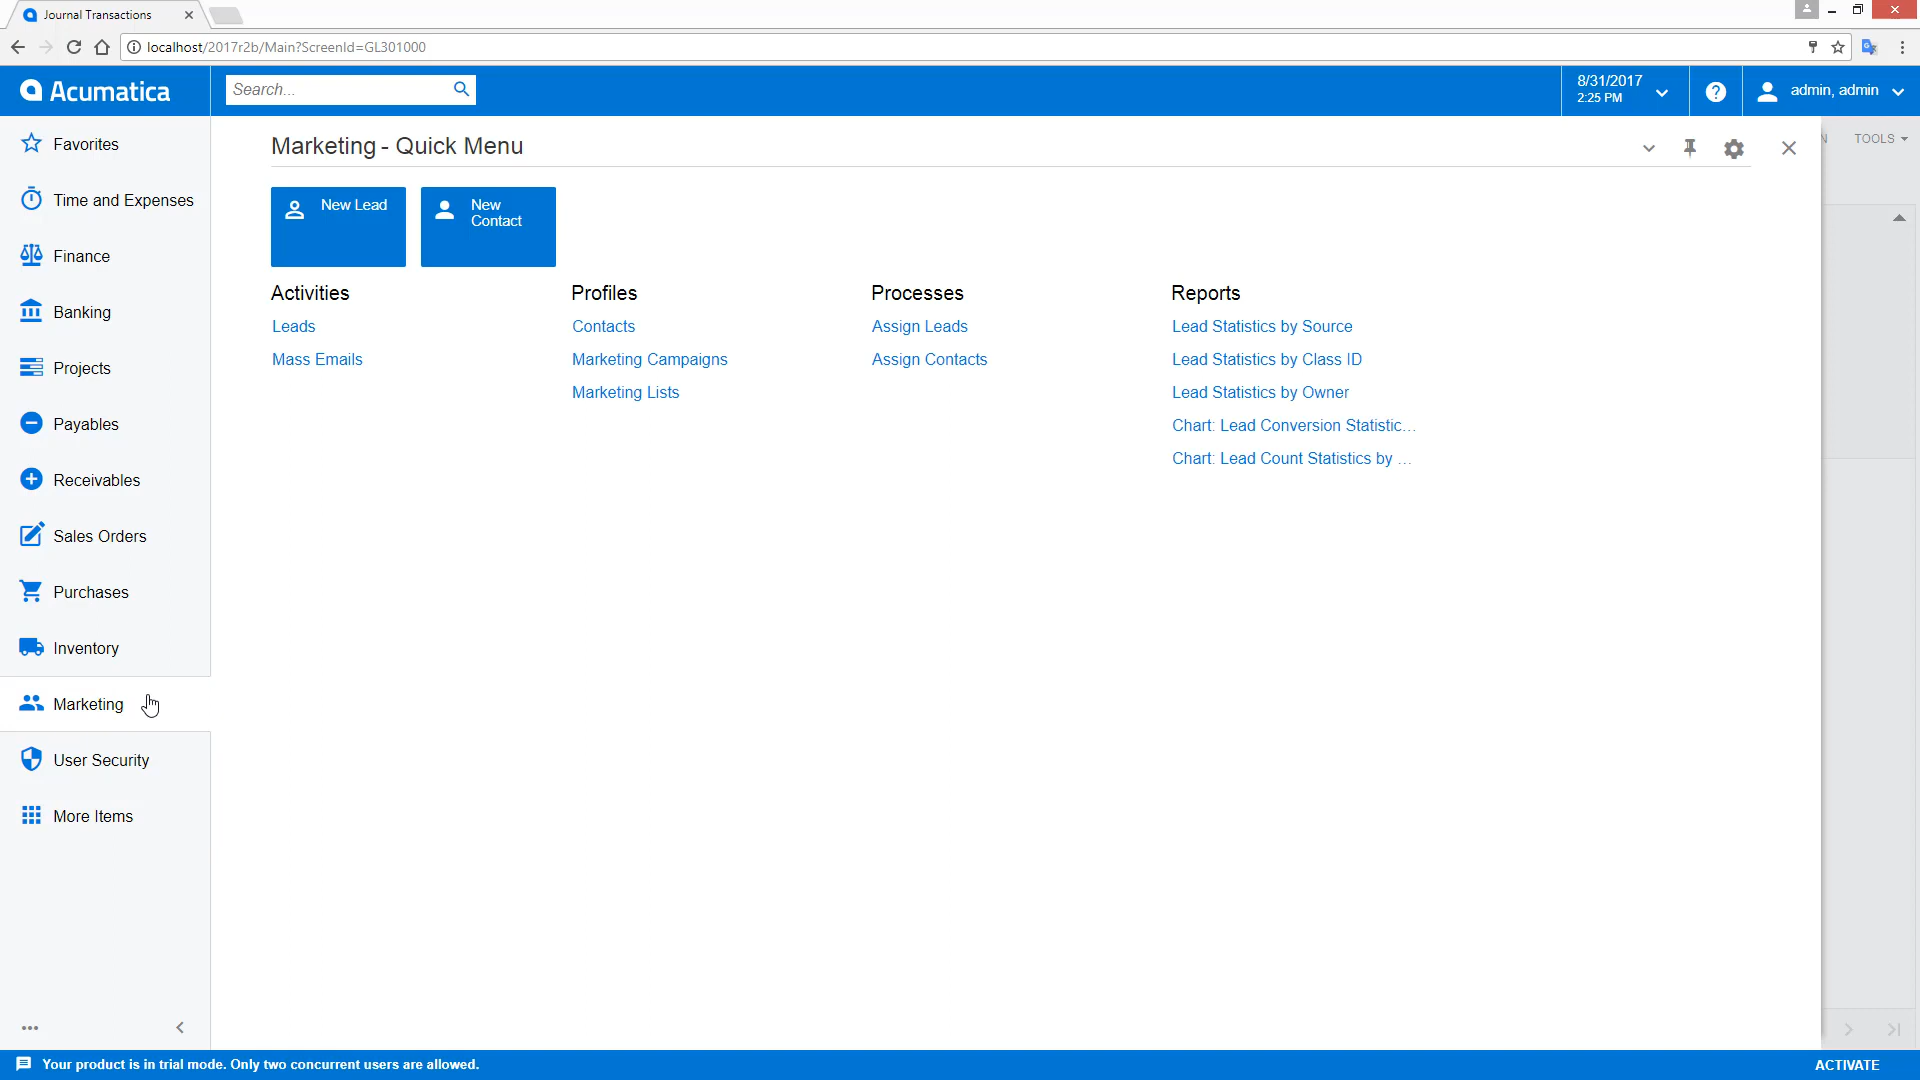 Journal Transactions
localhost/2017r2b/Main?ScreenId=GL301000
Acumatica
Search...
8/31/2017
2:25 PM
admin, admin
Favorites
Time and Expenses
Finance
Banking
Projects
Payables
Receivables
Sales Orders
Purchases
Inventory
Marketing
User Security
More Items
Marketing - Quick Menu
N
TOOLS
New Lead
New
Contact
Activities
Leads
Mass Emails
Profiles
Contacts
Marketing Campaigns
Marketing Lists
Processes
Assign Leads
Assign Contacts
Reports
Lead Statistics by Source
Lead Statistics by Class ID
Lead Statistics by Owner
Chart: Lead Conversion Statistic...
Chart: Lead Count Statistics by ...
Your product is in trial mode. Only two concurrent users are allowed.
ACTIVATE